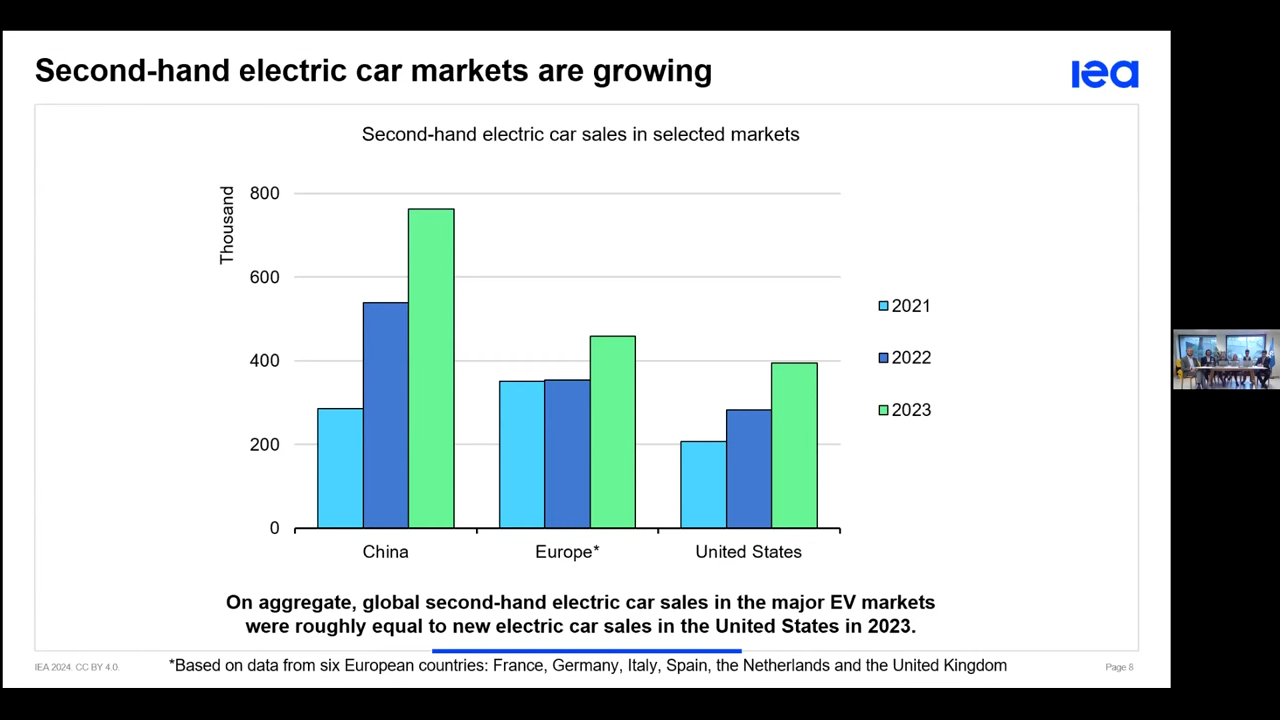 Second-hand electric car markets are growing
iea
Second-hand electric car sales in selected markets
Thousand
800
600
400
200
0
China
Europe*
United States
2021
2022
2023
On aggregate, global second-hand electric car sales in the major EV markets
were roughly equal to new electric car sales in the United States in 2023.
*Based on data from six European countries: France, Germany, Italy, Spain, the Netherlands and the United Kingdom
IEA 2024. CC BY 4.0.
Page 8